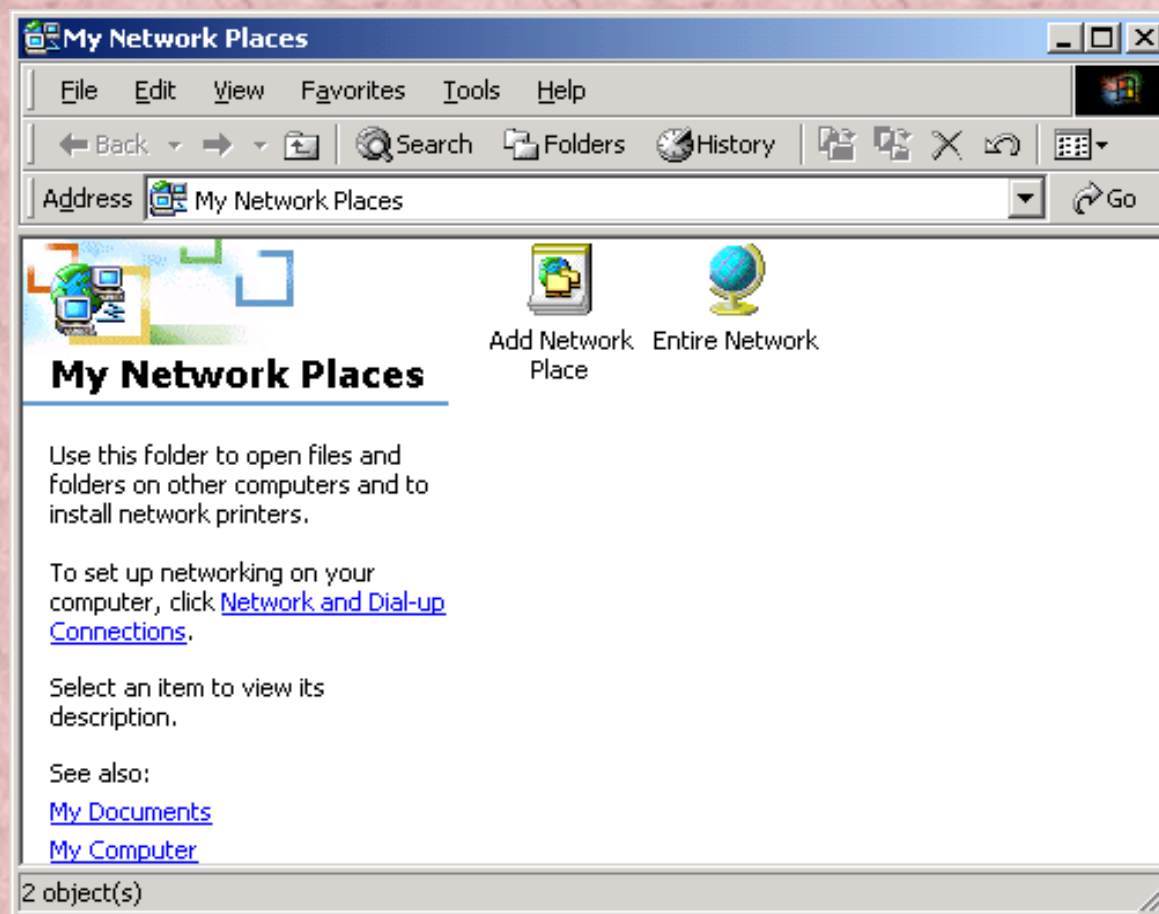 My Network Places
File Edit View Favorites Tools Help
Back Search Folders History
Address My Network Places Go
Add Network Place
Entire Network
My Network Places
Use this folder to open files and
folders on other computers and to
install network printers.
To set up networking on your
computer, click Network and Dial-up
Connections.
Select an item to view its
description.
See also:
My Documents
My Computer
2 object(s)